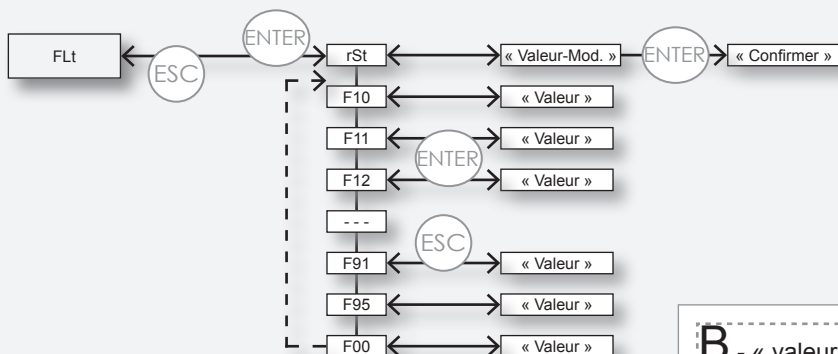 FLt
ENTER
ESC
rSt
« Valeur-Mod. »
ENTER
« Confirmer »
F10
« Valeur »
F11
« Valeur »
ENTER
F12
« Valeur »
- - -
ESC
F91
« Valeur »
F95
« Valeur »
F00
« Valeur »
B - « valeur